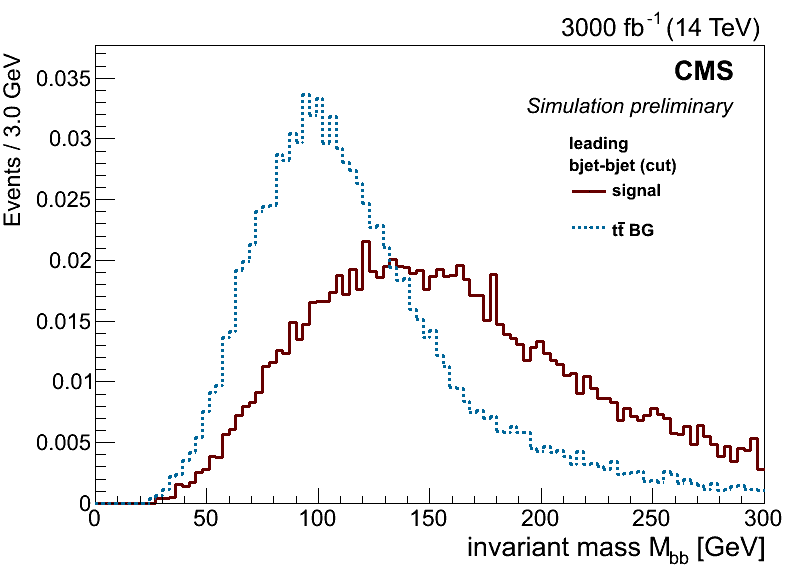 3000 fb⁻¹ (14 TeV)
CMS
Simulation preliminary
leading
bjet-bjet (cut)
signal
tt̄ BG
Events / 3.0 GeV
0.035
0.03
0.025
0.02
0.015
0.01
0.005
0
0 50 100 150 200 250 300
invariant mass M_bb [GeV]